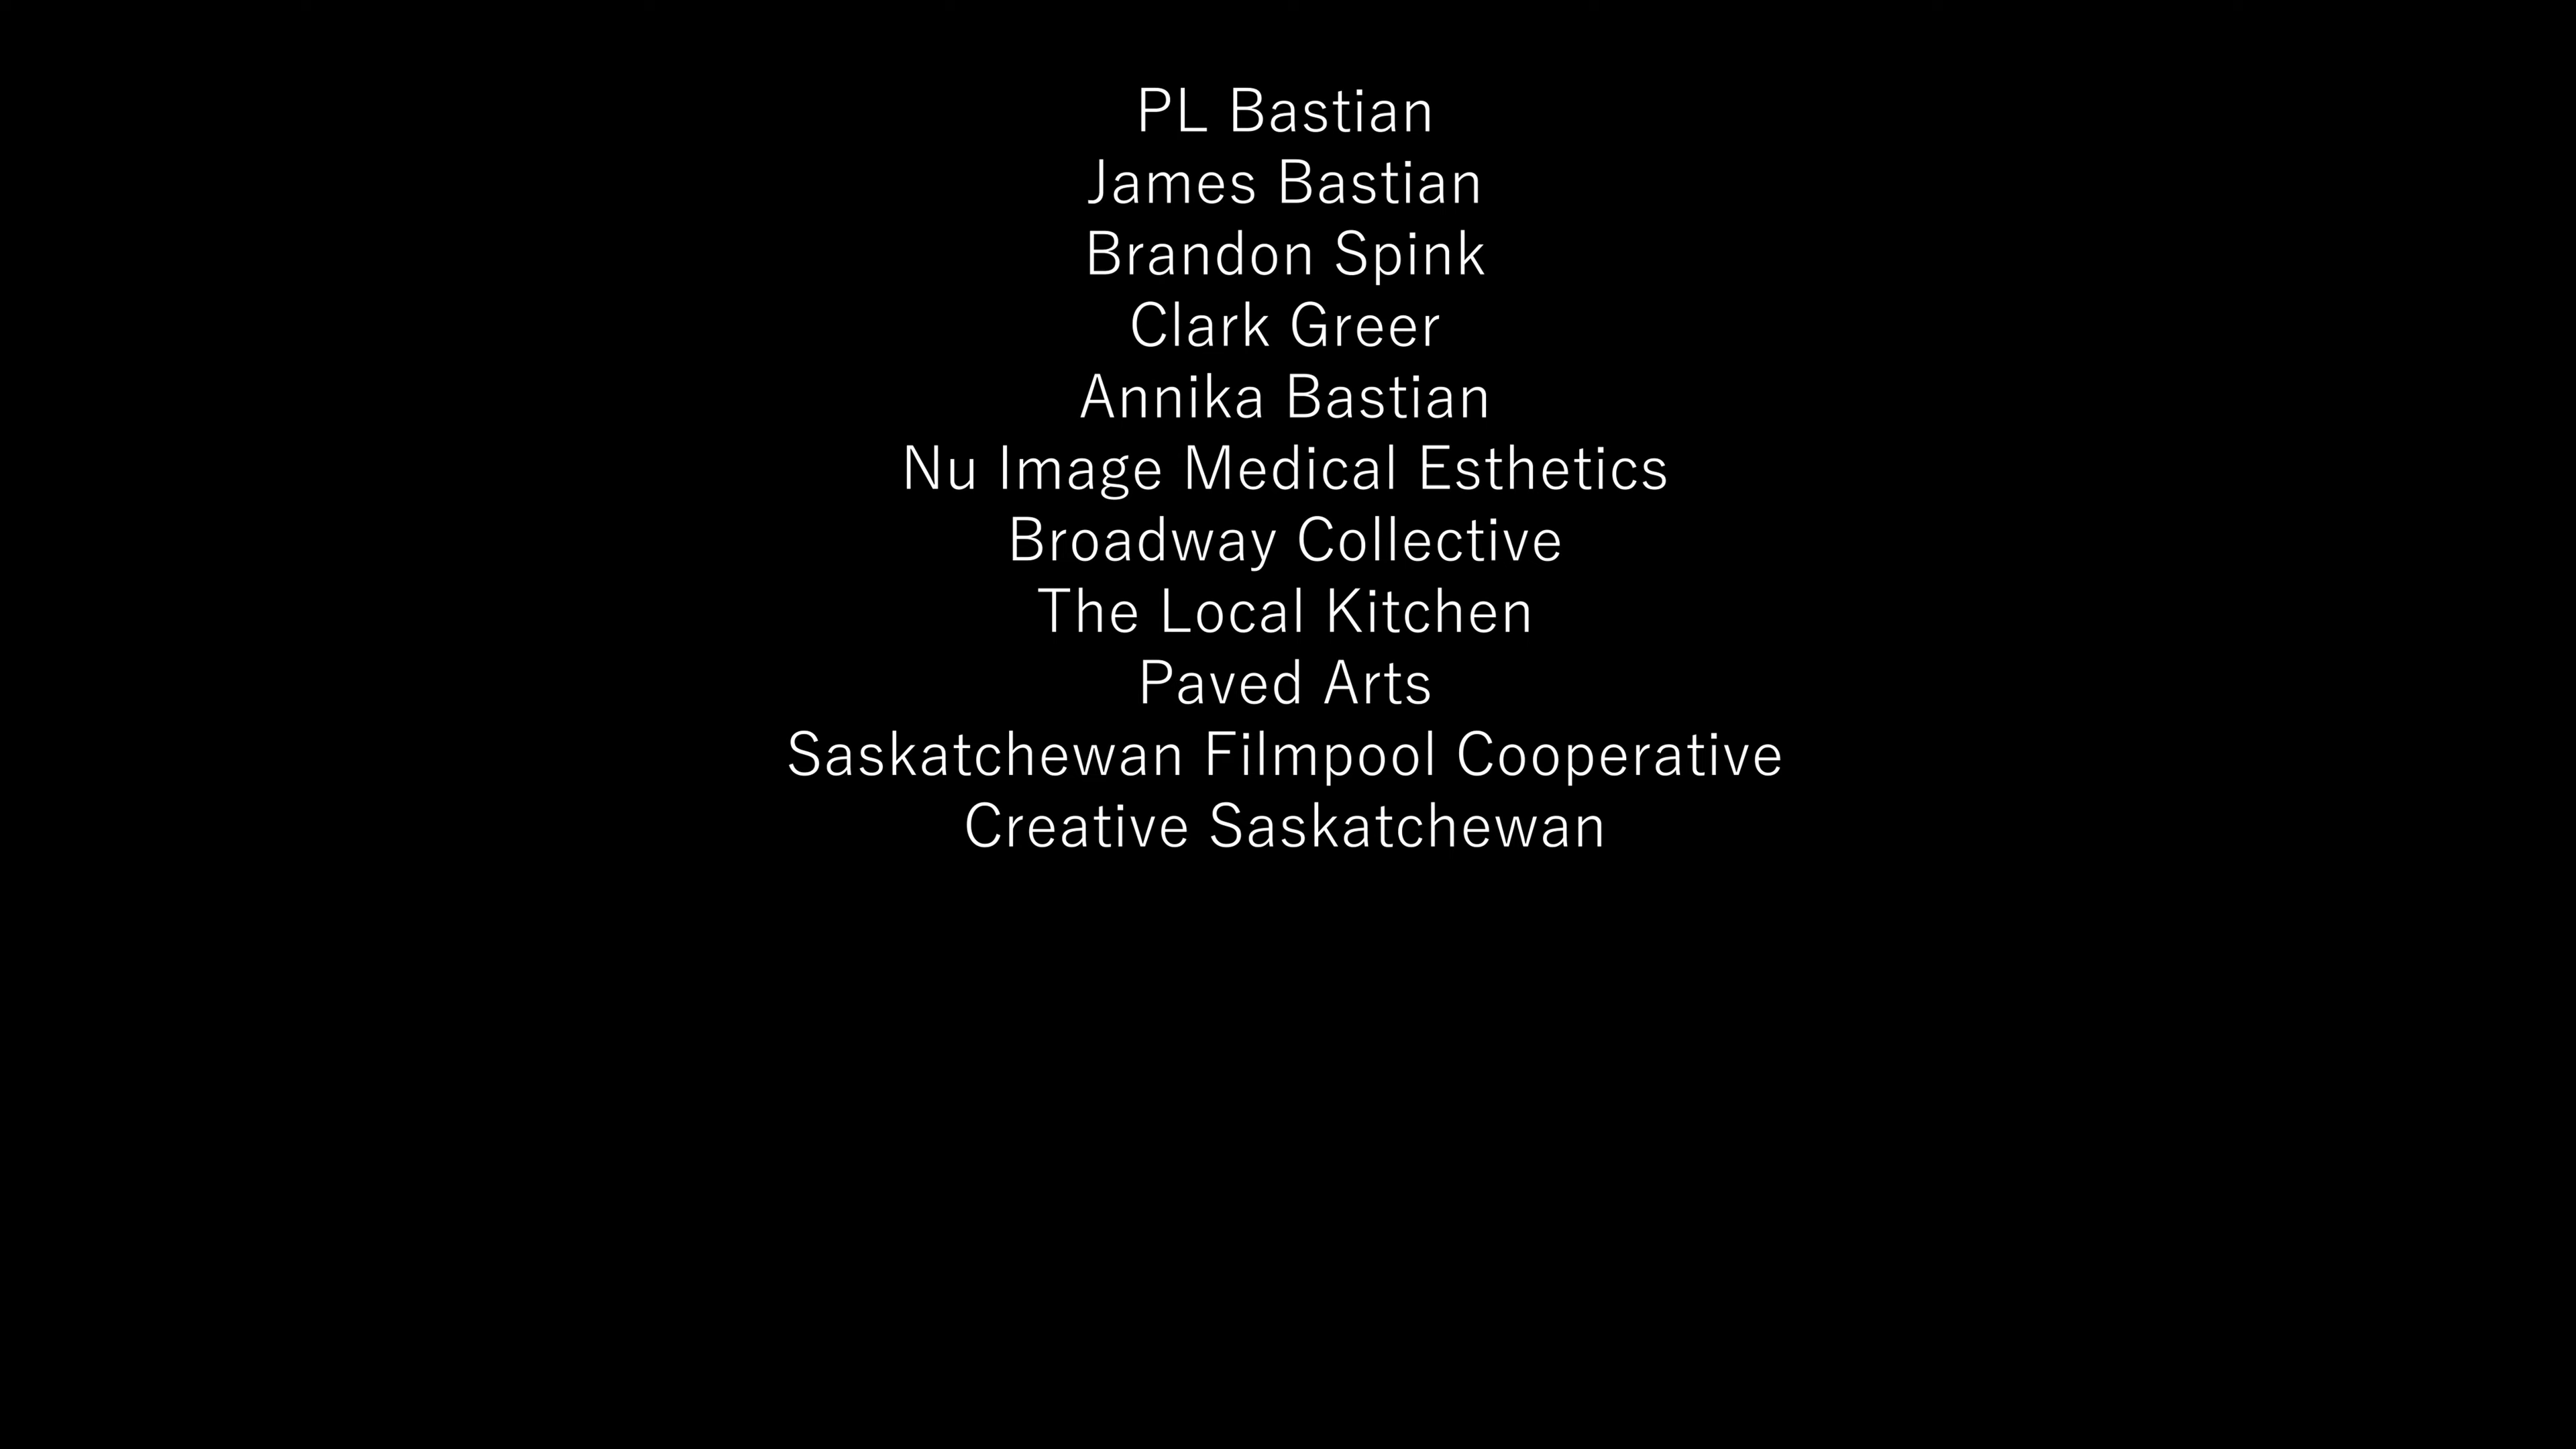 PL Bastian
James Bastian
Brandon Spink
Clark Greer
Annika Bastian
Nu Image Medical Esthetics
Broadway Collective
The Local Kitchen
Paved Arts
Saskatchewan Filmpool Cooperative
Creative Saskatchewan